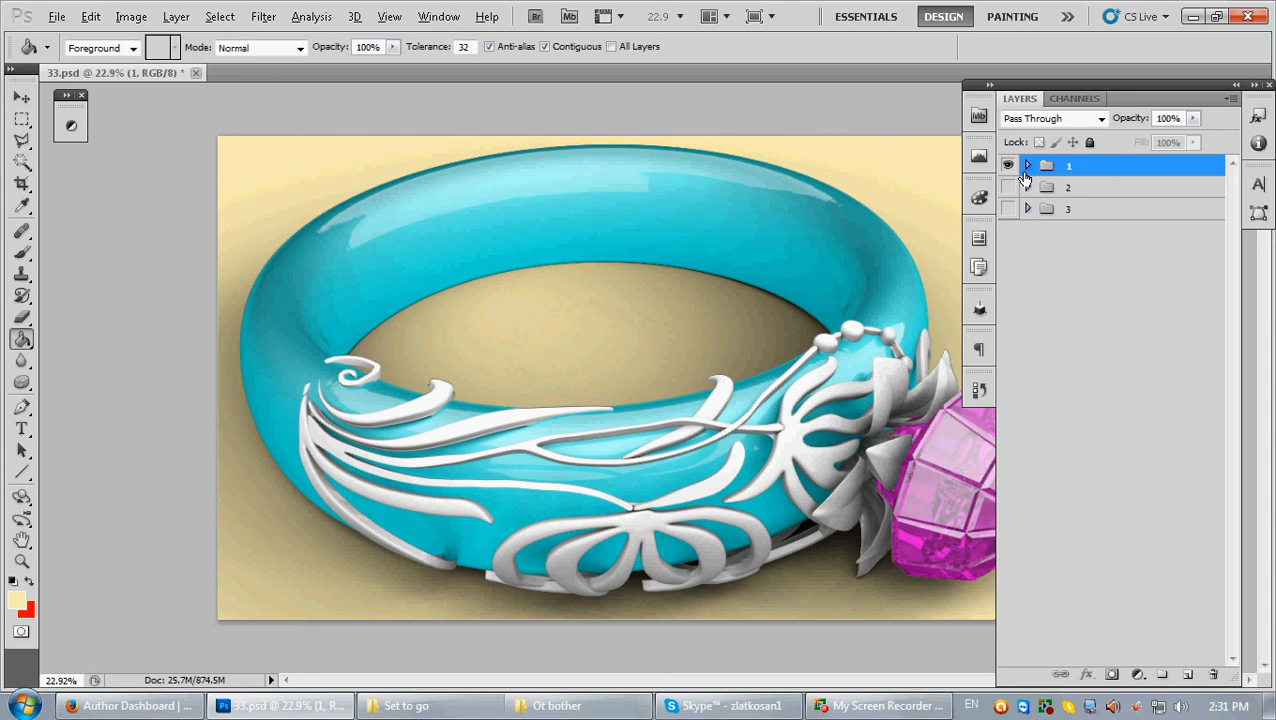 Ps File Edit Image Layer Select Filter Analysis 3D View Window Help Br Mb 22.9 ESSENTIALS DESIGN PAINTING CS Live
Foreground Mode: Normal Opacity: 100% Tolerance: 32 Anti-alias Contiguous All Layers
33.psd @ 22.9% (1, RGB/8) *
LAYERS CHANNELS
Mb
Pass Through Opacity: 100%
Lock: Fill: 100%
1
2
3
A
T
22.92% Doc: 25.7M/874.5M
Author Dashboard | ... Ps 33.psd @ 22.9% (1, R... Set to go Ot bother Skype™ - zlatkosan1 My Screen Recorder ... EN 2:31 PM